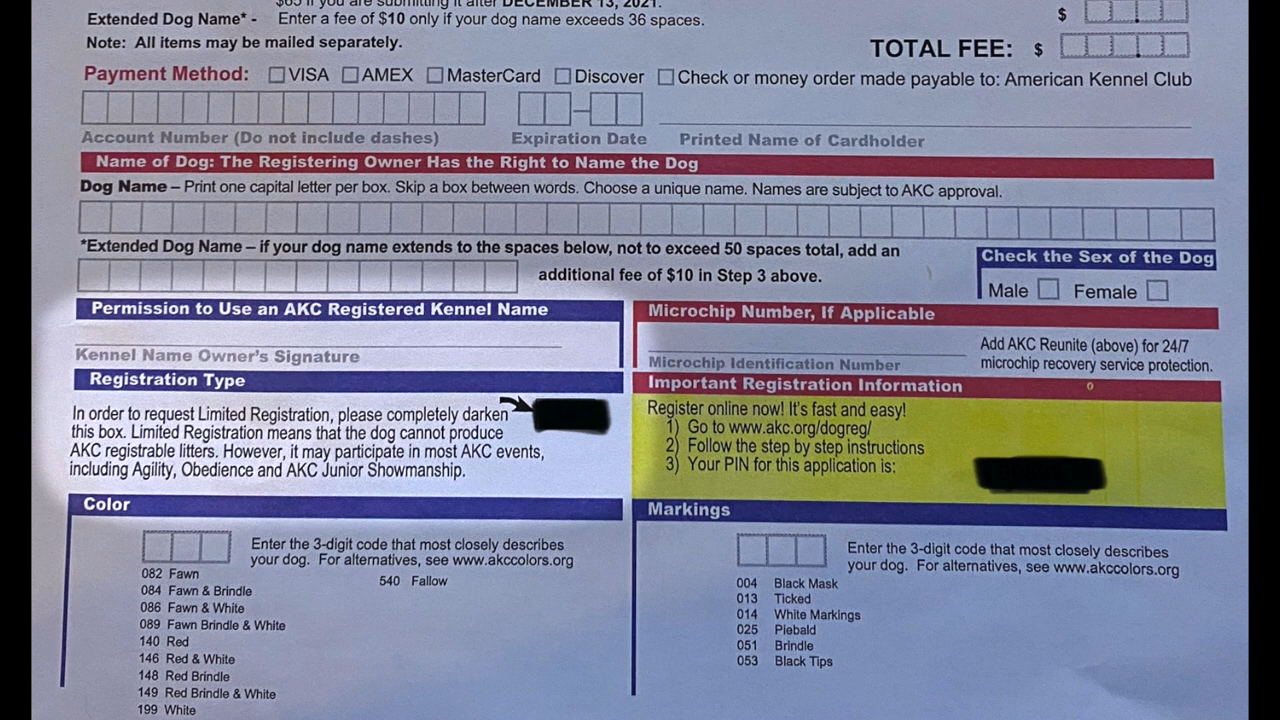 $65 if you are submitting it after DECEMBER 13, 2021.
Extended Dog Name* - Enter a fee of $10 only if your dog name exceeds 36 spaces.
$
Note: All items may be mailed separately.
TOTAL FEE: $
Payment Method: VISA AMEX MasterCard Discover Check or money order made payable to: American Kennel Club
Account Number (Do not include dashes) Expiration Date Printed Name of Cardholder
Name of Dog: The Registering Owner Has the Right to Name the Dog
Dog Name – Print one capital letter per box. Skip a box between words. Choose a unique name. Names are subject to AKC approval.
*Extended Dog Name – if your dog name extends to the spaces below, not to exceed 50 spaces total, add an
additional fee of $10 in Step 3 above.
Check the Sex of the Dog
Male Female
Permission to Use an AKC Registered Kennel Name
Kennel Name Owner's Signature
Microchip Number, If Applicable
Microchip Identification Number
Add AKC Reunite (above) for 24/7
microchip recovery service protection.
Registration Type
In order to request Limited Registration, please completely darken
this box. Limited Registration means that the dog cannot produce
AKC registrable litters. However, it may participate in most AKC events,
including Agility, Obedience and AKC Junior Showmanship.
Important Registration Information
Register online now! It's fast and easy!
1) Go to www.akc.org/dogreg/
2) Follow the step by step instructions
3) Your PIN for this application is:
Color
Enter the 3-digit code that most closely describes
your dog. For alternatives, see www.akccolors.org
082 Fawn
084 Fawn & Brindle
086 Fawn & White
089 Fawn Brindle & White
140 Red
146 Red & White
148 Red Brindle
149 Red Brindle & White
199 White
540 Fallow
Markings
Enter the 3-digit code that most closely describes
your dog. For alternatives, see www.akccolors.org
004 Black Mask
013 Ticked
014 White Markings
025 Piebald
051 Brindle
053 Black Tips